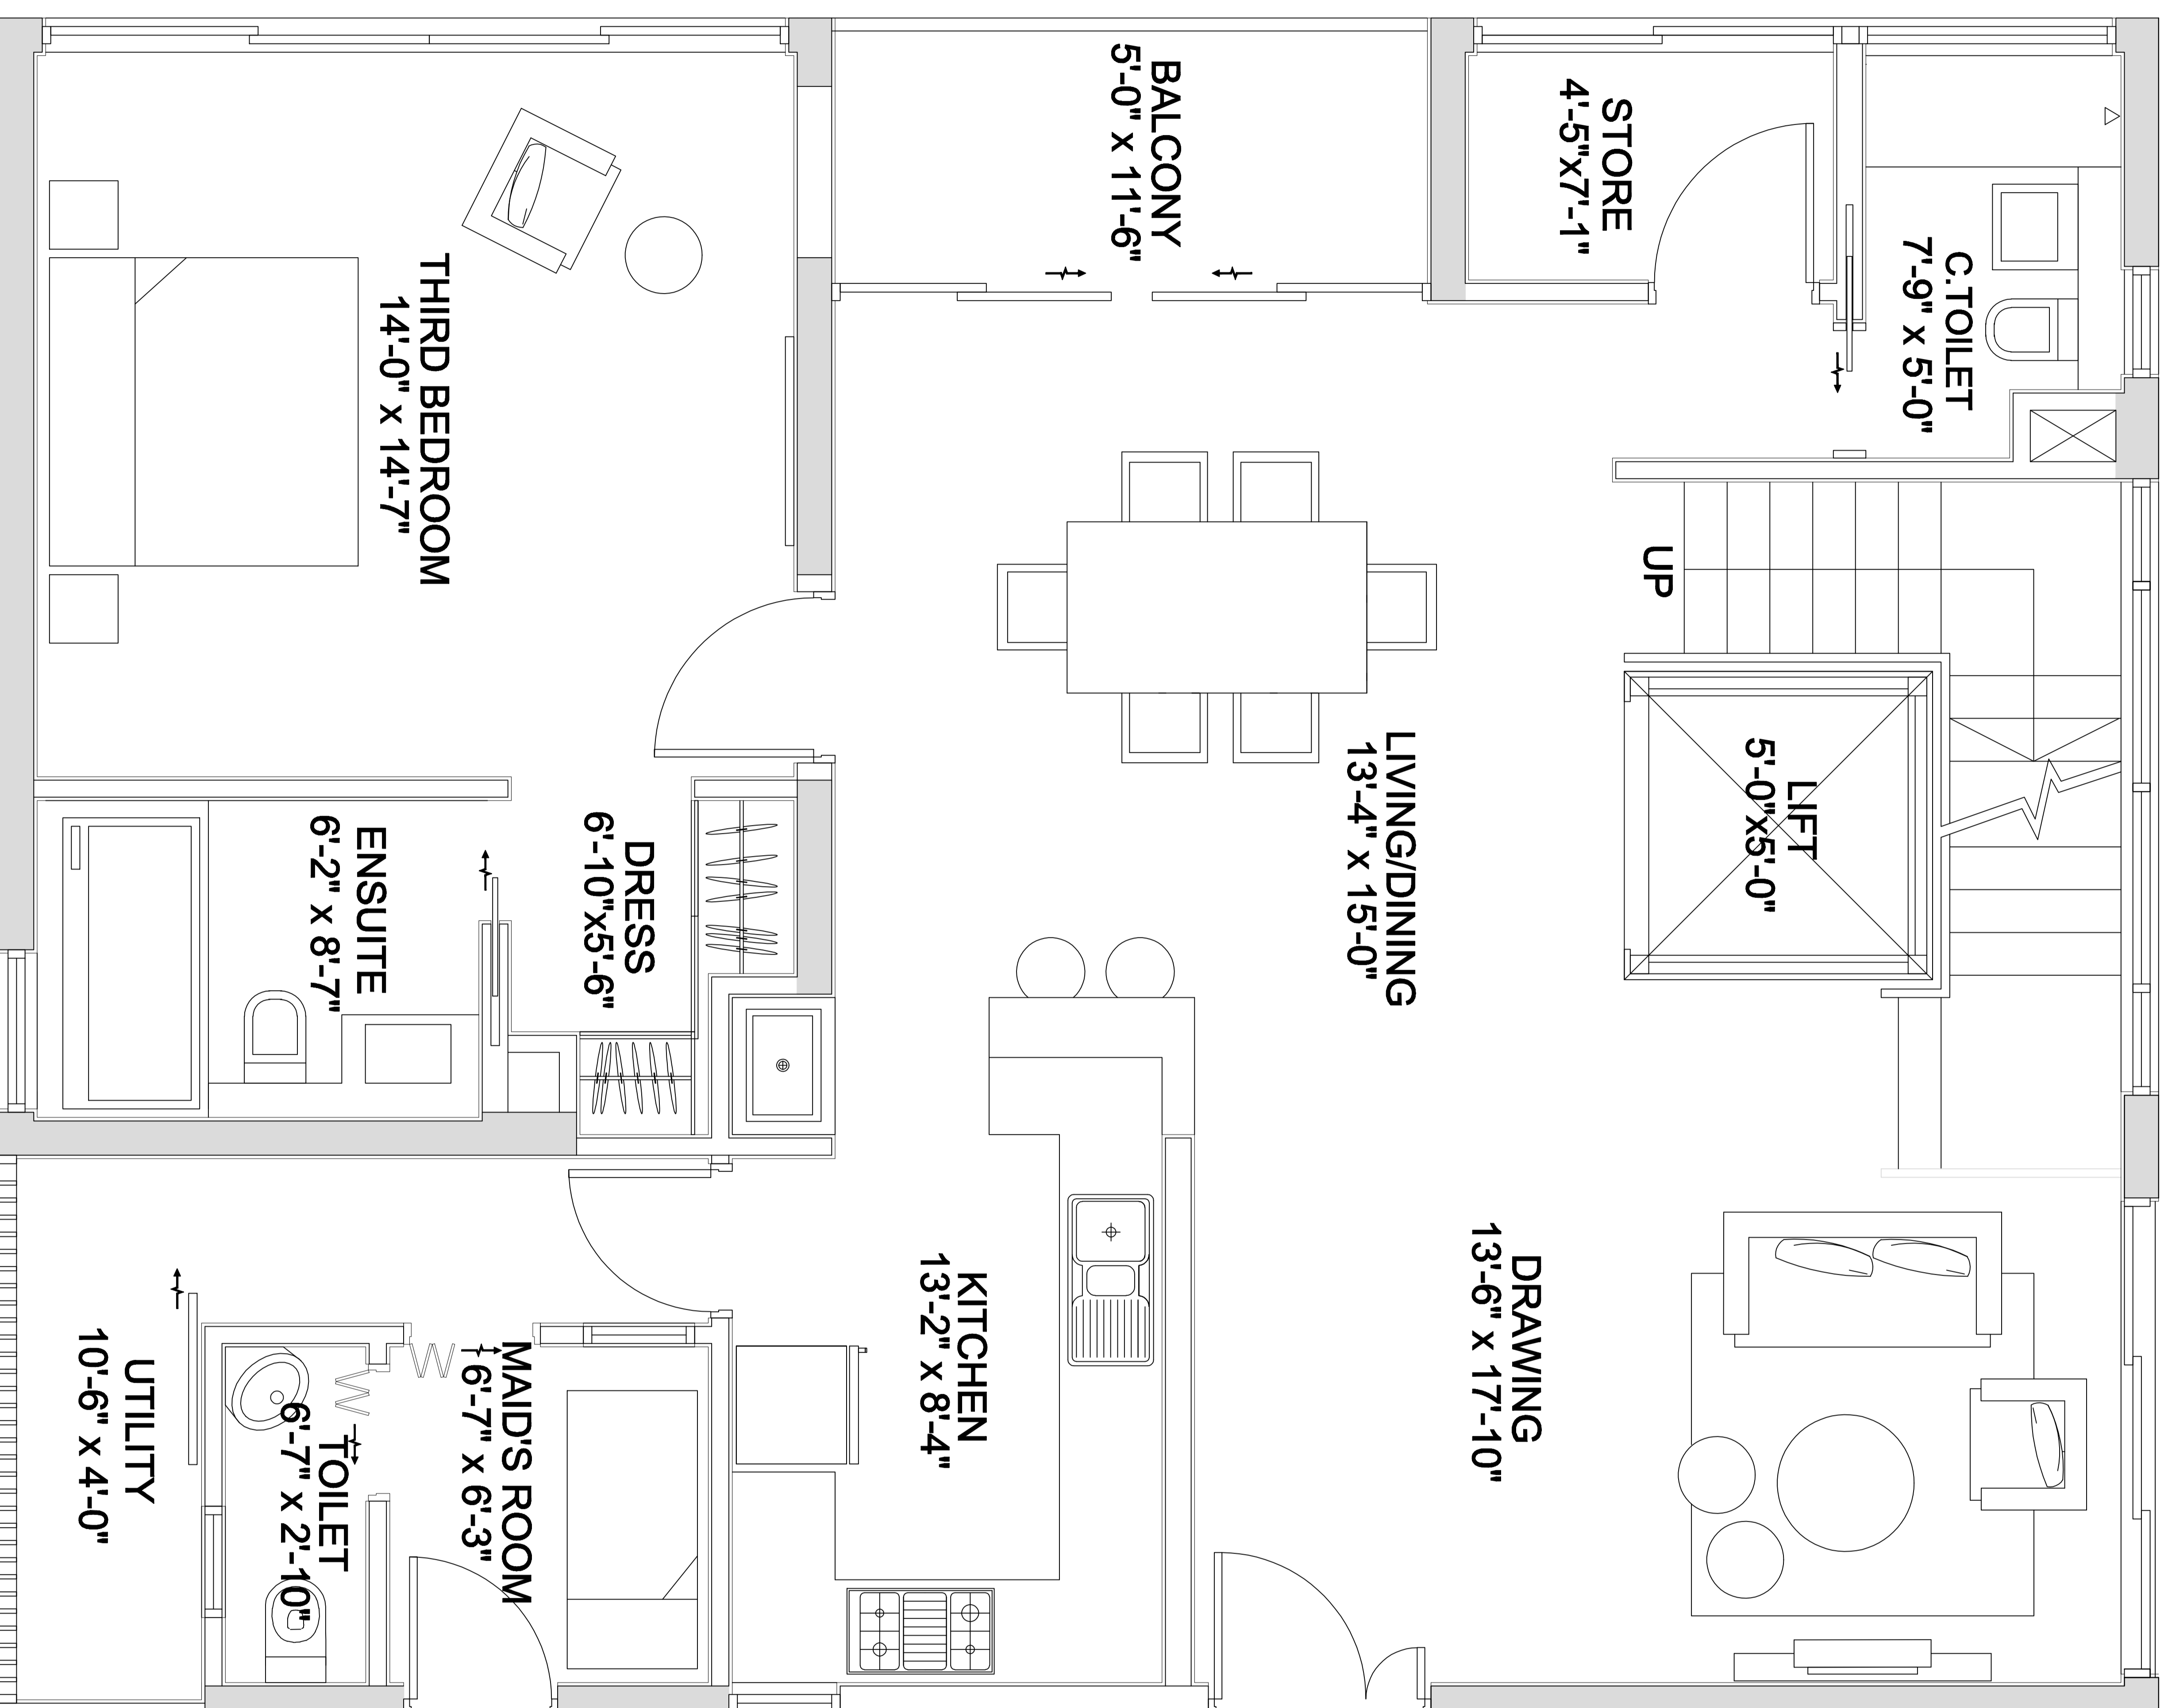 C.TOILET
7'-9" x 5'-0"
STORE
4'-5"x7'-1"
BALCONY
5'-0" x 11'-6"
THIRD BEDROOM
14'-0" x 14'-7"
UP
LIFT
5'-0"x5'-0"
LIVING/DINING
13'-4" x 15'-0"
DRESS
6'-10"x5'-6"
ENSUITE
6'-2" x 8'-7"
DRAWING
13'-6" x 17'-10"
KITCHEN
13'-2" x 8'-4"
MAID'S ROOM
6'-7" x 6'-3"
TOILET
6'-7" x 2'-10"
UTILITY
10'-6" x 4'-0"